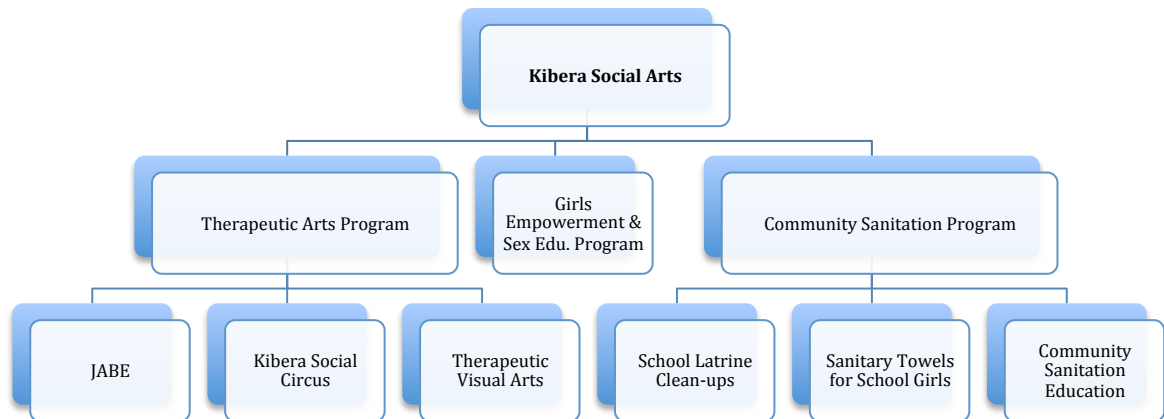 Kibera Social Arts
Therapeutic Arts Program
Girls
Empowerment &
Sex Edu. Program
Community Sanitation Program
JABE
Kibera Social
Circus
Therapeutic
Visual Arts
School Latrine
Clean-ups
Sanitary Towels
for School Girls
Community
Sanitation
Education